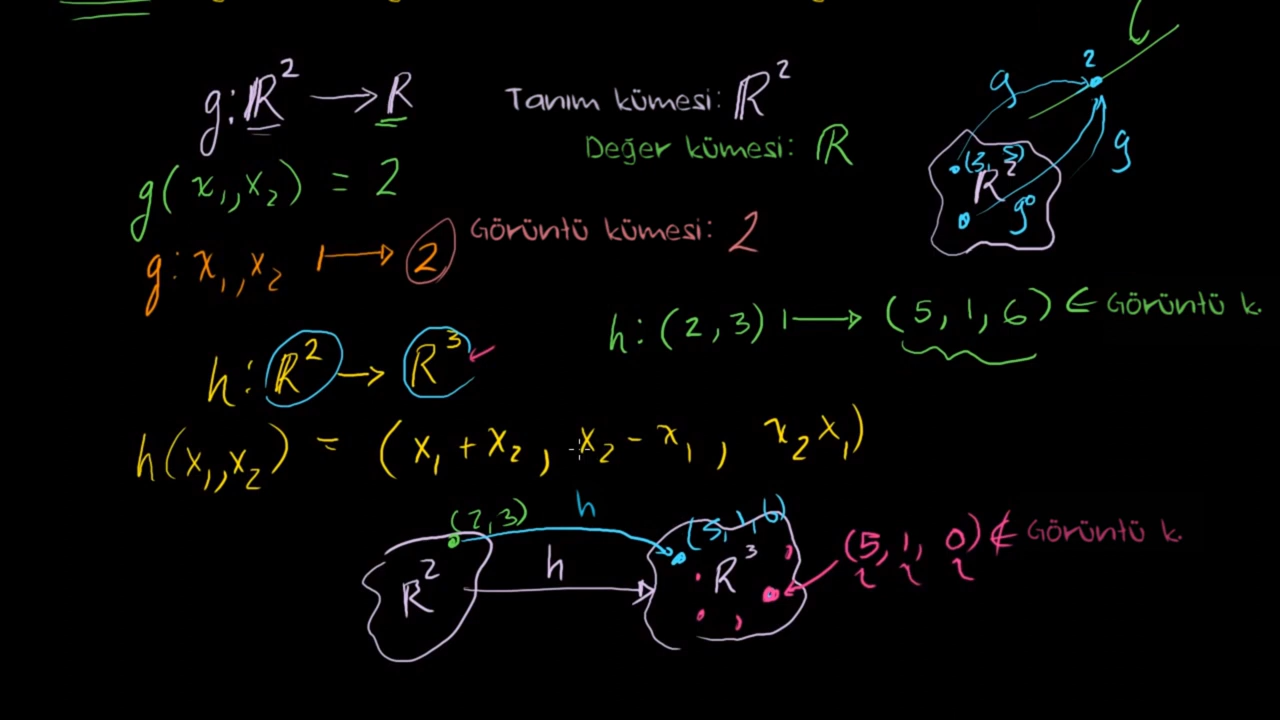 g: ℝ² → ℝ
Tanım kümesi: ℝ²
Değer kümesi: ℝ
g(x₁, x₂) = 2
g: x₁, x₂ ↦ 2
Görüntü kümesi: 2
2
g
(3, 5)
ℝ²
g
g
h: (2, 3) ↦ (5, 1, 6) ∈ Görüntü k.
h: ℝ² → ℝ³
h(x₁, x₂) = (x₁ + x₂, x₂ - x₁, x₂x₁)
(2, 3)
h
(5, 1, 6)
ℝ²
h
ℝ³
(5, 1, 0) ∉ Görüntü k.